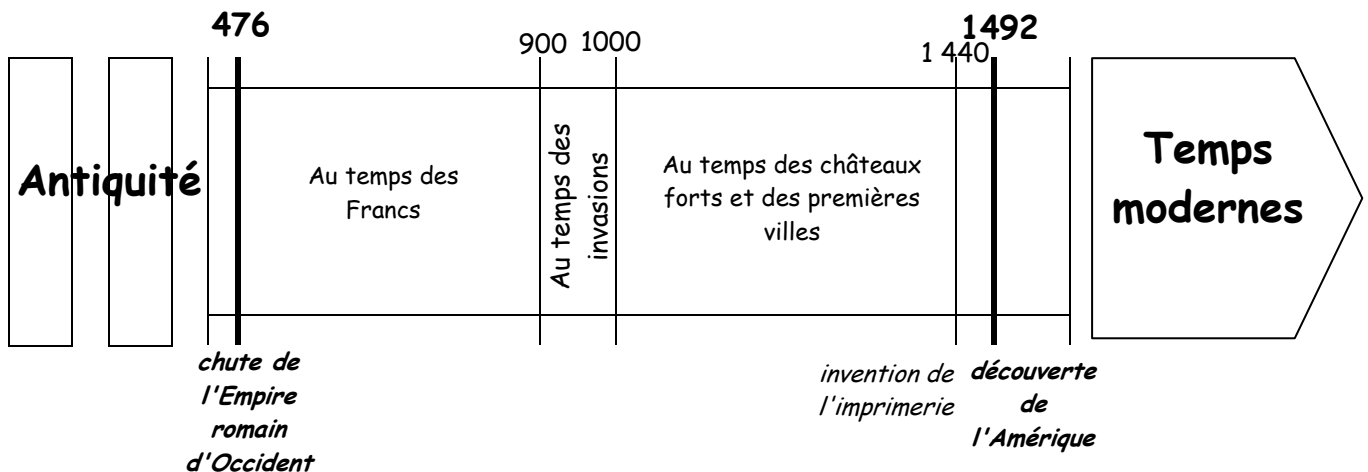 476
900
1000
1 440
1492
Antiquité
Au temps des
Francs
Au temps des
invasions
Au temps des châteaux
forts et des premières
villes
Temps
modernes
chute de
l'Empire
romain
d'Occident
invention de
l'imprimerie
découverte
de
l'Amérique